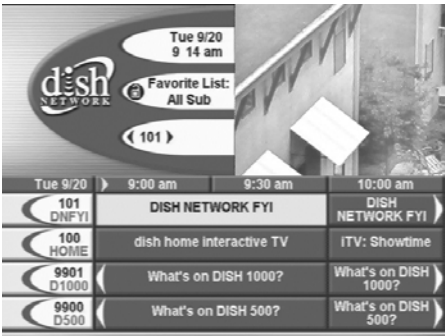 Tue 9/20
9 14 am
dish
NETWORK
Favorite List:
All Sub
101
Tue 9/20 9:00 am 9:30 am 10:00 am
101
DNFYI
DISH NETWORK FYI
DISH
NETWORK FYI
100
HOME
dish home interactive TV
iTV: Showtime
9901
D1000
What's on DISH 1000?
What's on DISH
1000?
9900
D500
What's on DISH 500?
What's on DISH
500?